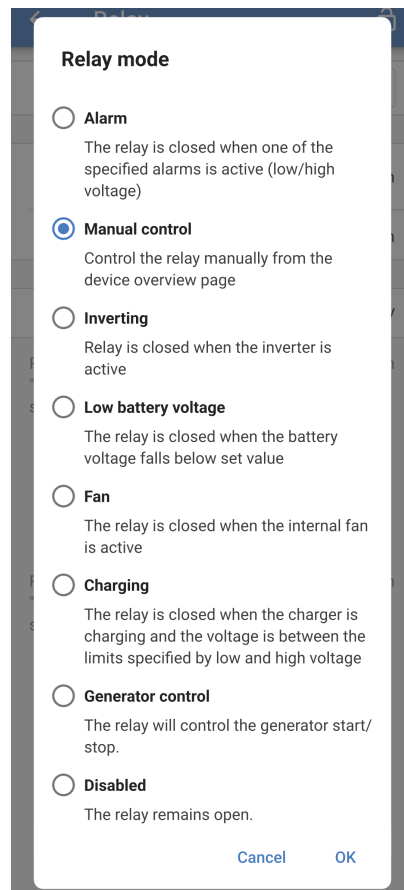 Relay mode
Alarm
The relay is closed when one of the
specified alarms is active (low/high
voltage)
Manual control
Control the relay manually from the
device overview page
Inverting
Relay is closed when the inverter is
active
Low battery voltage
The relay is closed when the battery
voltage falls below set value
Fan
The relay is closed when the internal fan
is active
Charging
The relay is closed when the charger is
charging and the voltage is between the
limits specified by low and high voltage
Generator control
The relay will control the generator start/
stop.
Disabled
The relay remains open.
Cancel OK